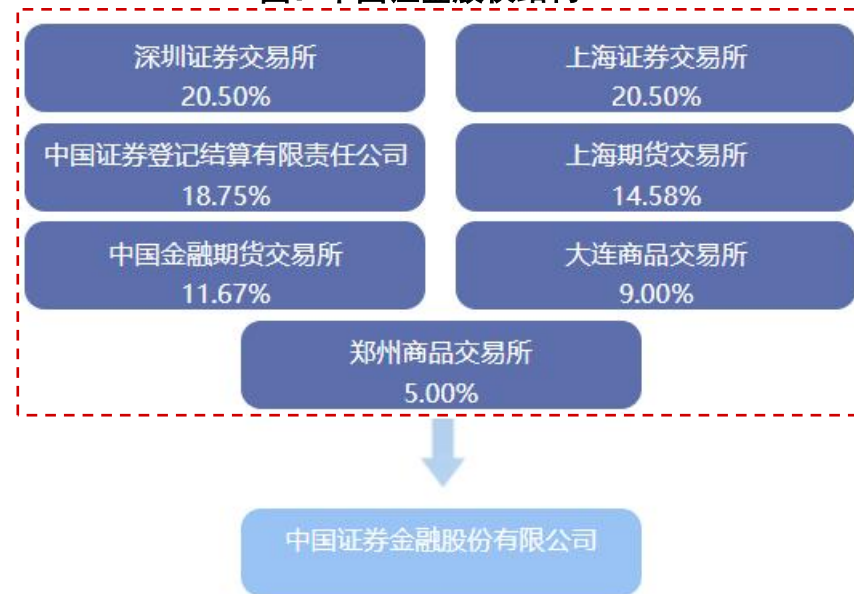 深圳证券交易所
20.50%
上海证券交易所
20.50%
中国证券登记结算有限责任公司
18.75%
上海期货交易所
14.58%
中国金融期货交易所
11.67%
大连商品交易所
9.00%
郑州商品交易所
5.00%
中国证券金融股份有限公司